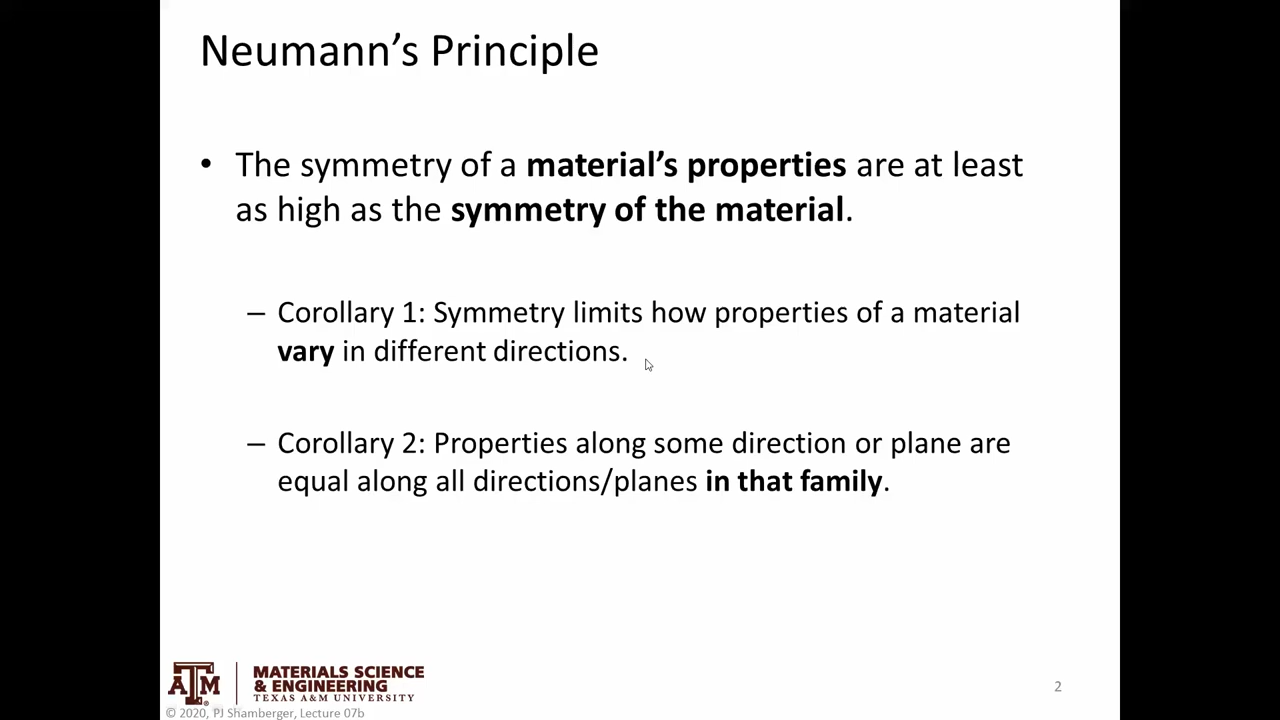 Neumann's Principle
• The symmetry of a material's properties are at least
as high as the symmetry of the material.
– Corollary 1: Symmetry limits how properties of a material
vary in different directions.
– Corollary 2: Properties along some direction or plane are
equal along all directions/planes in that family.
ATM
MATERIALS SCIENCE
& ENGINEERING
TEXAS A&M UNIVERSITY
© 2020, PJ Shamberger, Lecture 07b
2